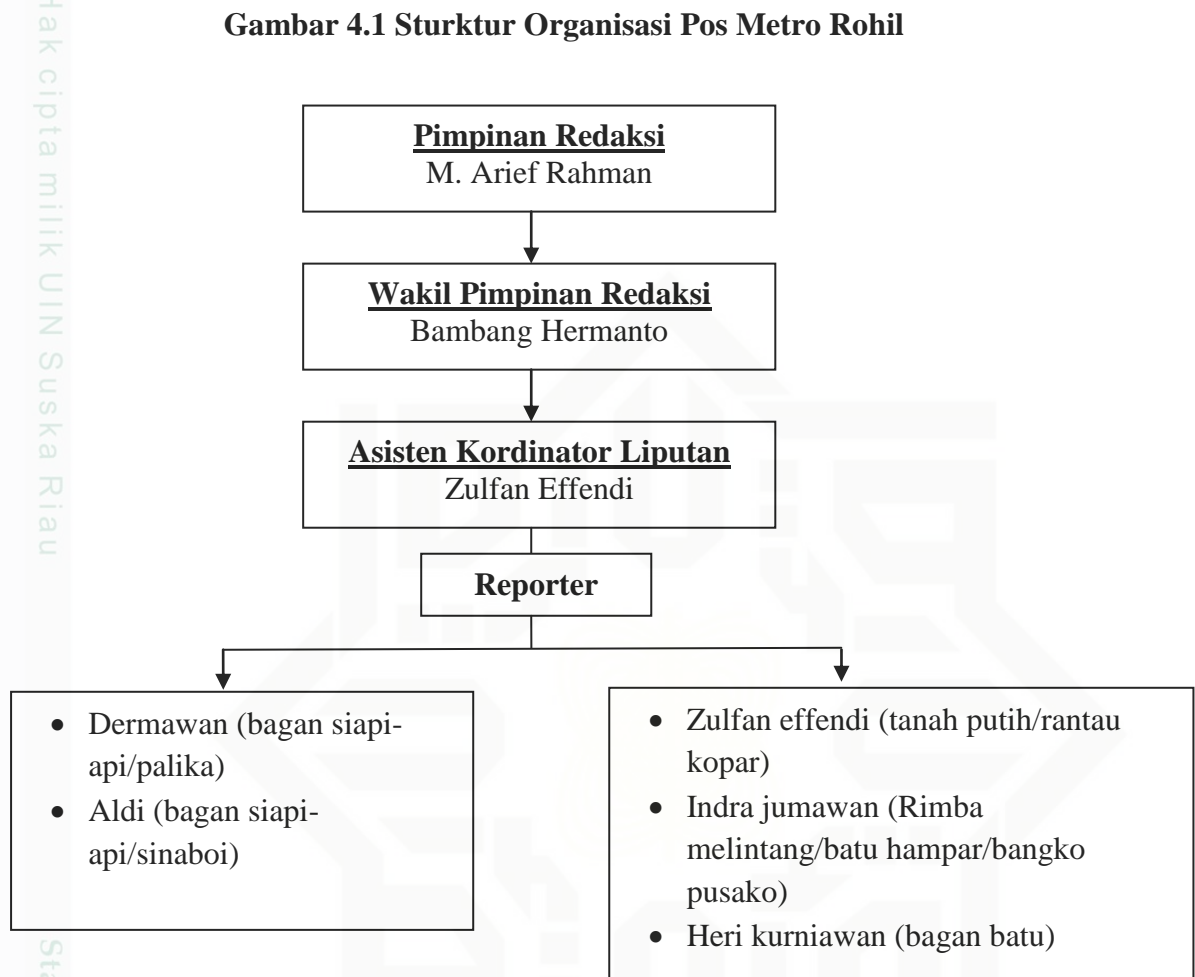 Gambar 4.1 Sturktur Organisasi Pos Metro Rohil
Pimpinan Redaksi
M. Arief Rahman
Wakil Pimpinan Redaksi
Bambang Hermanto
Asisten Kordinator Liputan
Zulfan Effendi
Reporter
• Dermawan (bagan siapi-
api/palika)
• Aldi (bagan siapi-
api/sinaboi)
• Zulfan effendi (tanah putih/rantau
kopar)
• Indra jumawan (Rimba
melintang/batu hampar/bangko
pusako)
• Heri kurniawan (bagan batu)
Hak cipta milik UIN Suska Riau